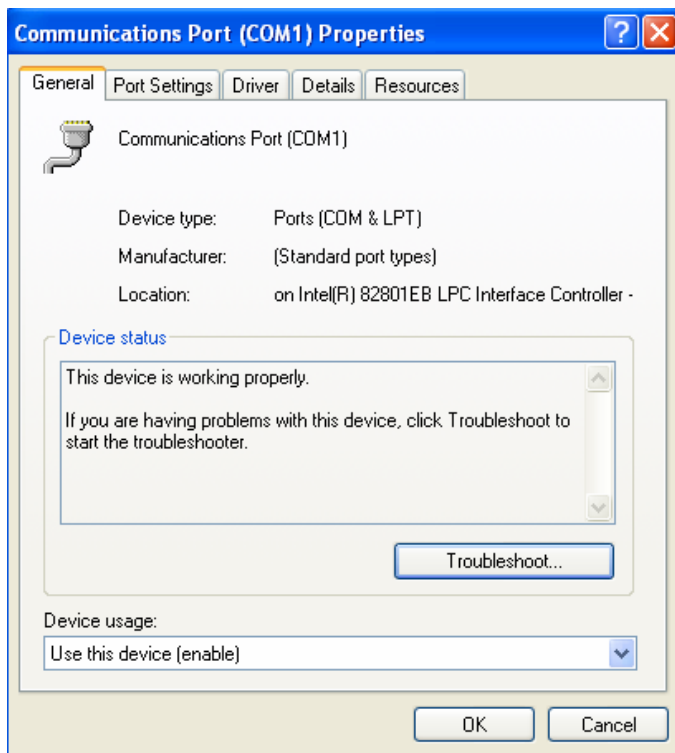 Communications Port (COM1) Properties
General Port Settings Driver Details Resources
Communications Port (COM1)
Device type: Ports (COM & LPT)
Manufacturer: (Standard port types)
Location: on Intel(R) 82801EB LPC Interface Controller -
Device status
This device is working properly.
If you are having problems with this device, click Troubleshoot to
start the troubleshooter.
Troubleshoot...
Device usage:
Use this device (enable)
OK Cancel